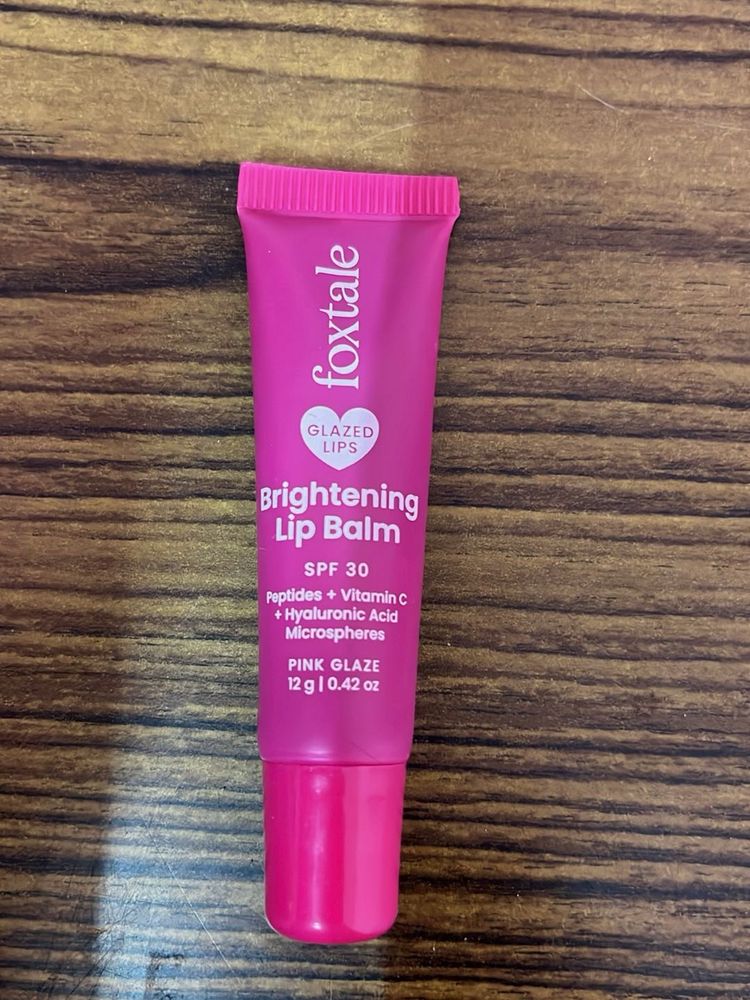 foxtale
GLAZED
LIPS
Brightening
Lip Balm
SPF 30
Peptides + Vitamin C
+ Hyaluronic Acid
Microspheres
PINK GLAZE
12 g | 0.42 oz